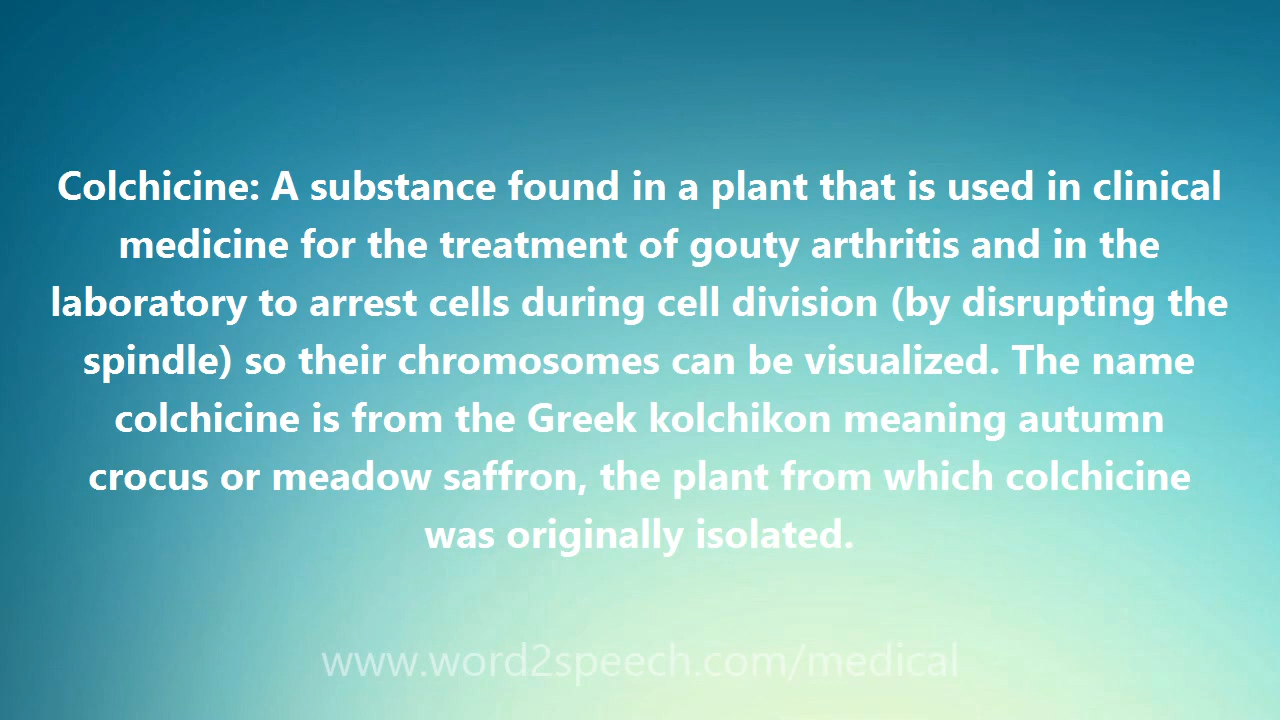 Colchicine: A substance found in a plant that is used in clinical
medicine for the treatment of gouty arthritis and in the
laboratory to arrest cells during cell division (by disrupting the
spindle) so their chromosomes can be visualized. The name
colchicine is from the Greek kolchikon meaning autumn
crocus or meadow saffron, the plant from which colchicine
was originally isolated.
www.word2speech.com/medical